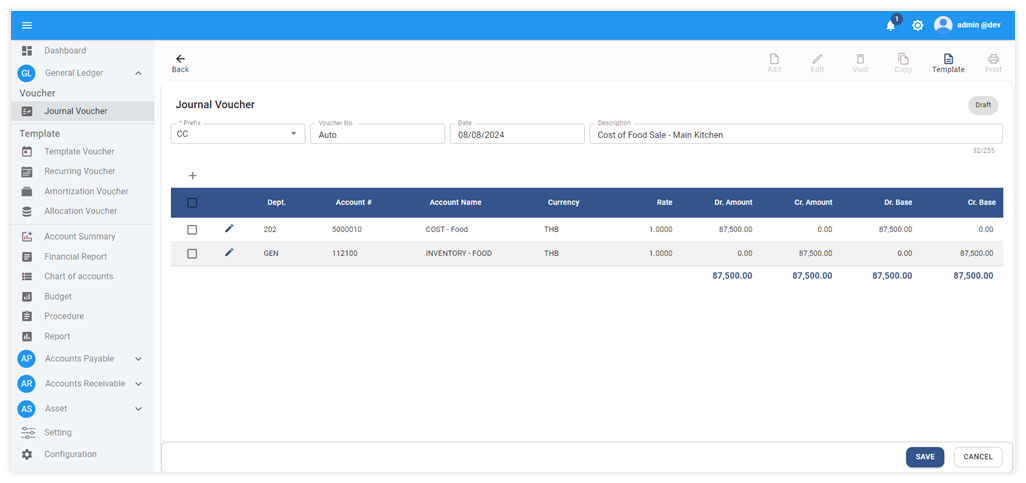 1
admin @dev
Dashboard
GL General Ledger
Voucher
Journal Voucher
Template
Template Voucher
Recurring Voucher
Amortization Voucher
Allocation Voucher
Account Summary
Financial Report
Chart of accounts
Budget
Procedure
Report
AP Accounts Payable
AR Accounts Receivable
AS Asset
Setting
Configuration
Back
Add Edit Void Copy Template Print
Journal Voucher Draft
* Prefix Voucher No. Date Description
CC Auto 08/08/2024 Cost of Food Sale - Main Kitchen
32/255
Dept. Account # Account Name Currency Rate Dr. Amount Cr. Amount Dr. Base Cr. Base
202 5000010 COST - Food THB 1.0000 87,500.00 0.00 87,500.00 0.00
GEN 112100 INVENTORY - FOOD THB 1.0000 0.00 87,500.00 0.00 87,500.00
87,500.00 87,500.00 87,500.00 87,500.00
SAVE CANCEL